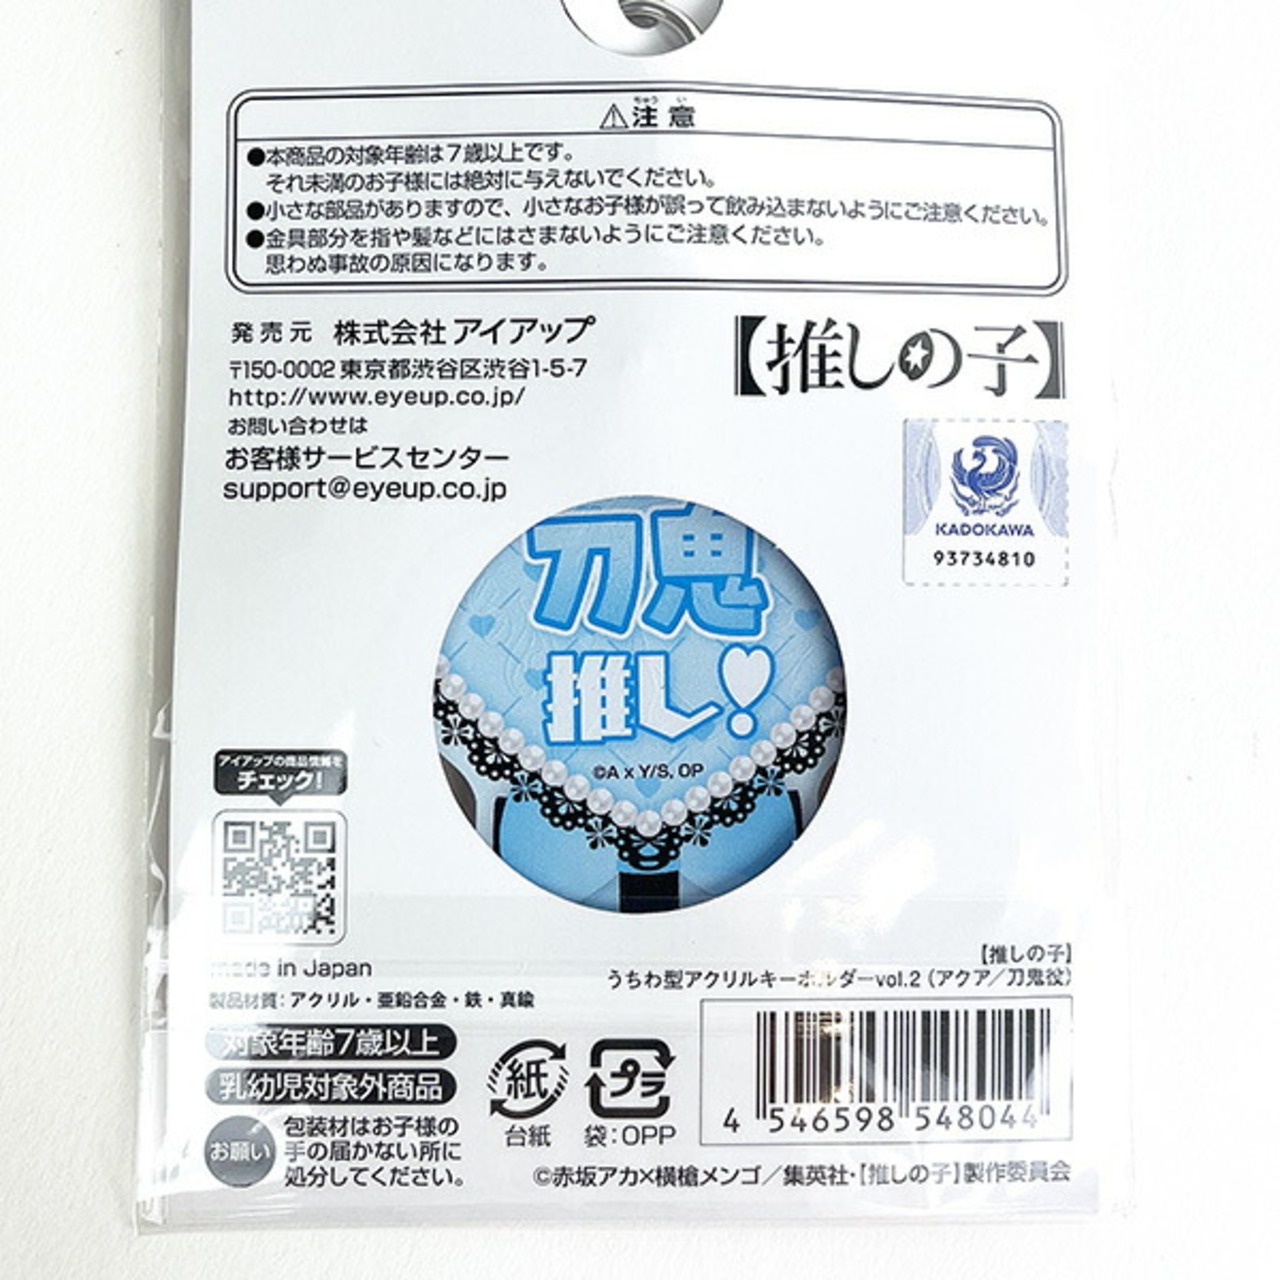 ちゅう い
⚠注意
●本商品の対象年齢は7歳以上です。
それ未満のお子様には絶対に与えないでください。
●小さな部品がありますので、小さなお子様が誤って飲み込まないようにご注意ください。
●金具部分を指や髪などにはさまないようにご注意ください。
思わぬ事故の原因になります。
発売元 株式会社 アイアップ
〒150-0002 東京都渋谷区渋谷1-5-7
http://www.eyeup.co.jp/
お問い合わせは
お客様サービスセンター
support@eyeup.co.jp
【推しの子】
KADOKAWA
93734810
刀鬼
推し!
©A x Y/S, OP
アイアップの商品情報を
チェック!
made in Japan
製品材質:アクリル・亜鉛合金・鉄・真鍮
対象年齢7歳以上
乳幼児対象外商品
お願い
包装材はお子様の
手の届かない所に
処分してください。
紙
台紙
プラ
袋:OPP
【推しの子】
うちわ型アクリルキーホルダーvol.2(アクア/刀鬼役)
4 546598 548044
©赤坂アカ×横槍メンゴ/集英社・【推しの子】製作委員会